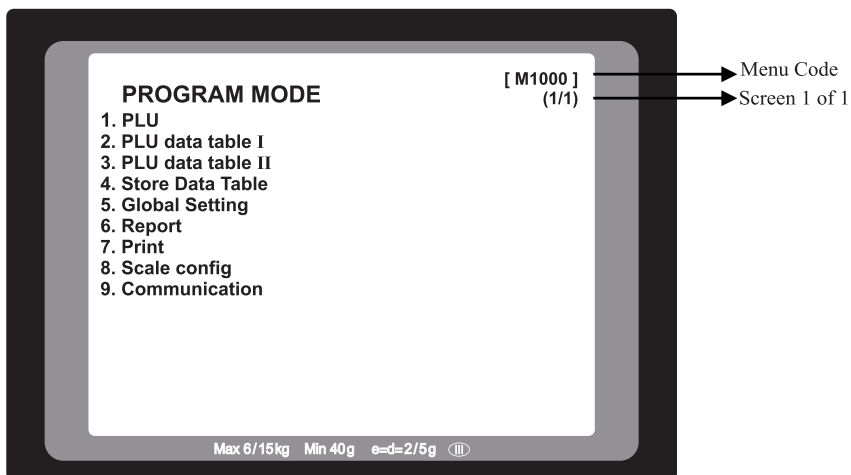 [ M1000 ]
Menu Code
PROGRAM MODE
(1/1)
Screen 1 of 1
1. PLU
2. PLU data table I
3. PLU data table II
4. Store Data Table
5. Global Setting
6. Report
7. Print
8. Scale config
9. Communication
Max 6/15kg Min 40g e=d=2/5g III